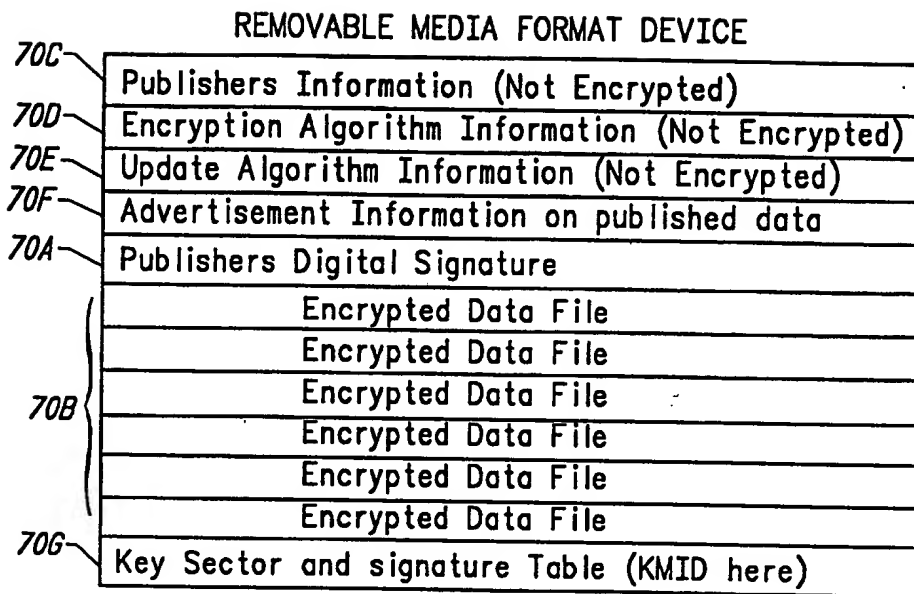 REMOVABLE MEDIA FORMAT DEVICE
70C Publishers Information (Not Encrypted)
70D Encryption Algorithm Information (Not Encrypted)
70E Update Algorithm Information (Not Encrypted)
70F Advertisement Information on published data
70A Publishers Digital Signature
Encrypted Data File
Encrypted Data File
70B Encrypted Data File
Encrypted Data File
Encrypted Data File
Encrypted Data File
70G Key Sector and signature Table (KMID here)